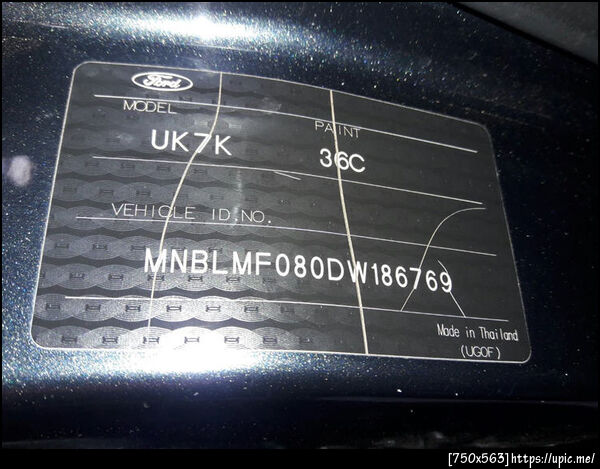 Ford
MODEL
PAINT
UK7K
36C
VEHICLE ID.NO.
MNBLMF080DW186769
Made in Thailand
(UGOF)
[750x563]https://upic.me/